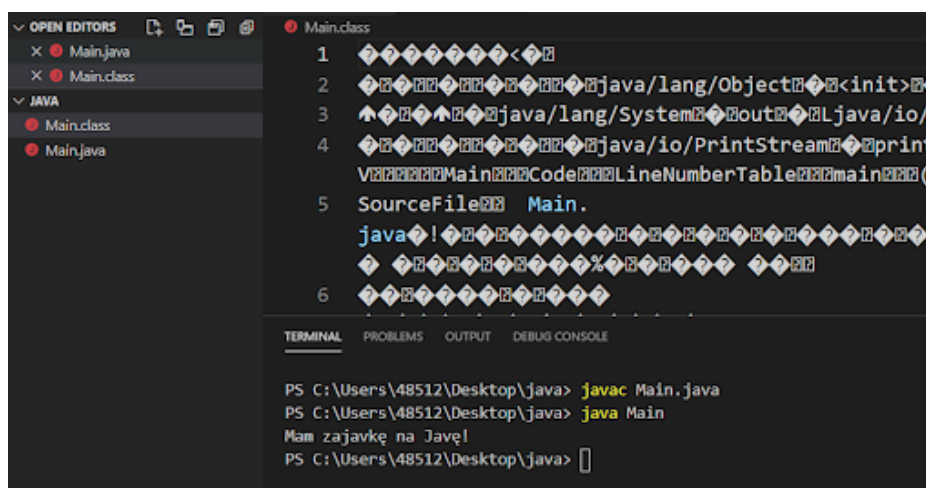 OPEN EDITORS
Main.java
Main.class
JAVA
Main.class
Main.java
Main.class
1 �������<�
2 java/lang/Object <init>
3 java/lang/System out Ljava/io/
4 java/io/PrintStream print
V Main Code LineNumberTable main (
5 SourceFile Main.
java � ! %
6
TERMINAL PROBLEMS OUTPUT DEBUG CONSOLE
PS C:\Users\48512\Desktop\java> javac Main.java
PS C:\Users\48512\Desktop\java> java Main
Mam zajavkę na Javę!
PS C:\Users\48512\Desktop\java>